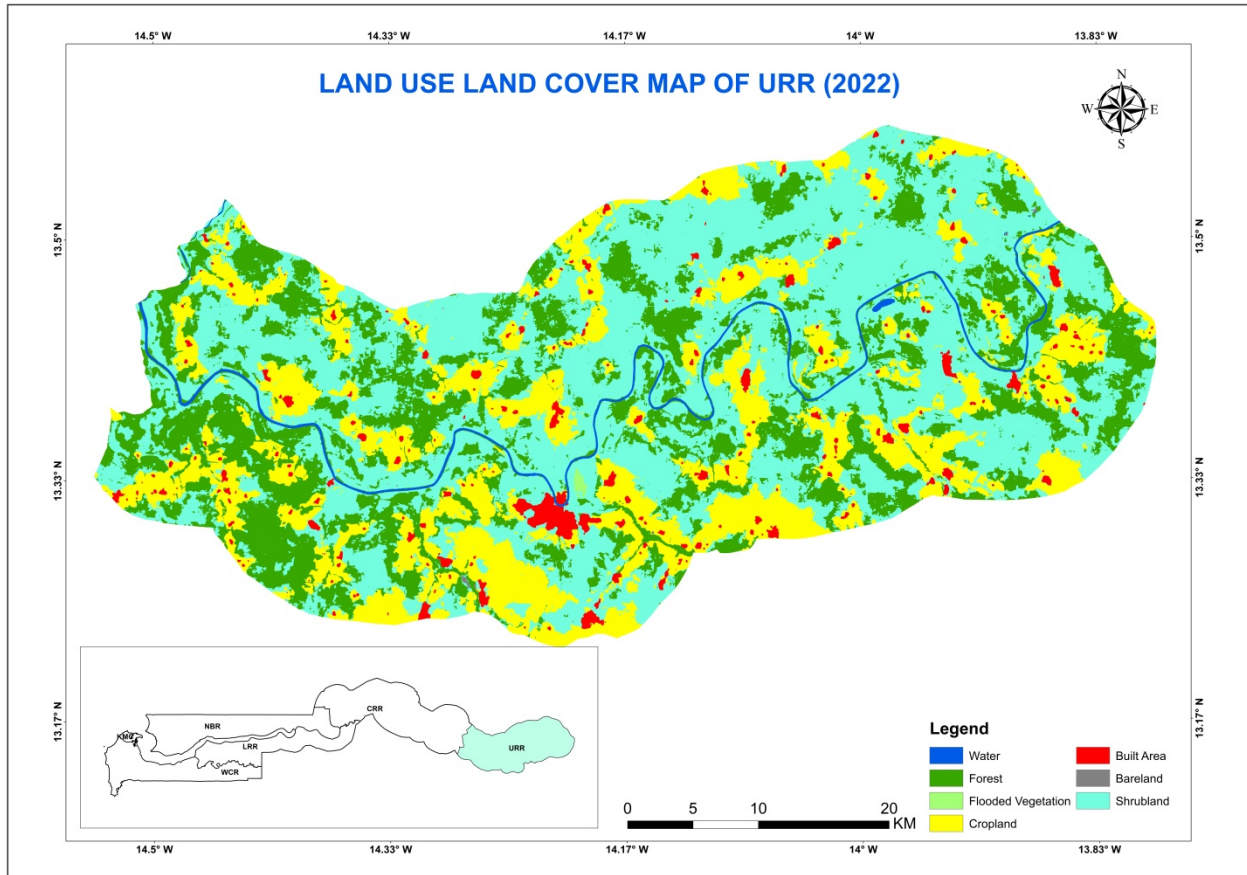 14.5° W 14.33° W 14.17° W 14° W 13.83° W
LAND USE LAND COVER MAP OF URR (2022)
N
W E
S
13.5° N 13.5° N
13.33° N 13.33° N
13.17° N 13.17° N
NBR
CRR
KMC
LRR
URR
WCR
Legend
Water
Forest
Flooded Vegetation
Cropland
Built Area
Bareland
Shrubland
0 5 10 20
KM
14.5° W 14.33° W 14.17° W 14° W 13.83° W